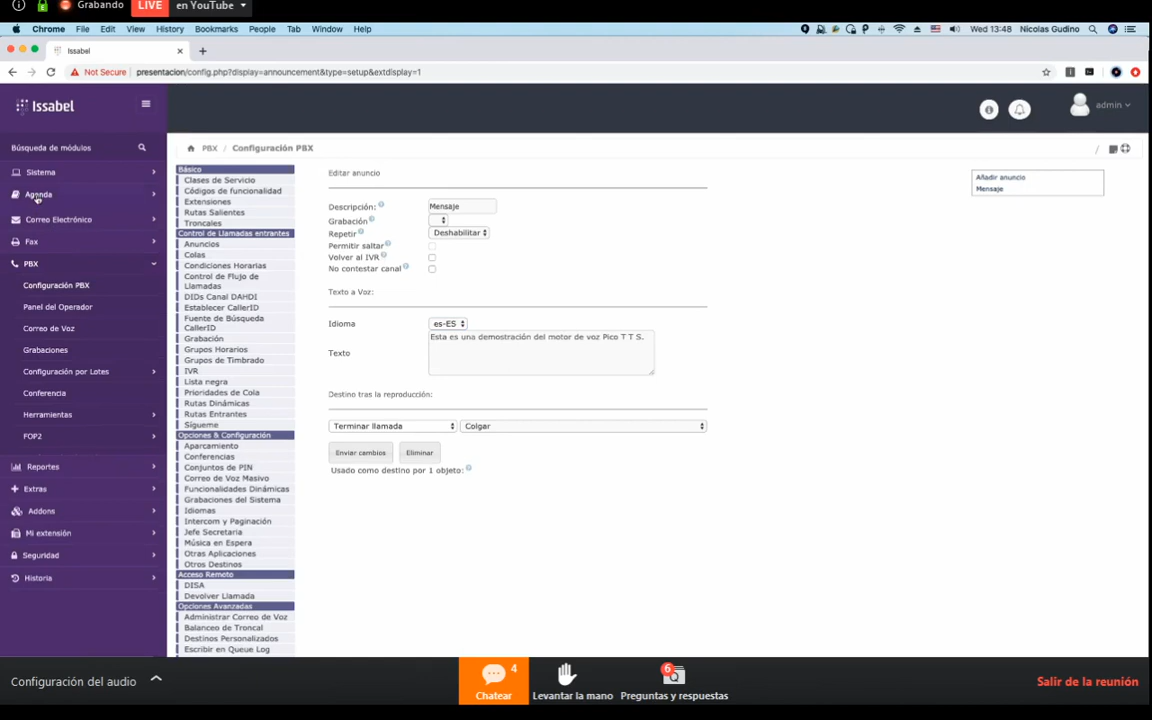 Grabando
LIVE
en YouTube
Chrome File Edit View History Bookmarks People Tab Window Help
Wed 13:48 Nicolas Gudino
Issabel
Not Secure presentacion/config.php?display=announcement&type=setup&extdisplay=1
Issabel
admin
Búsqueda de módulos
Sistema
Agenda
Correo Electrónico
Fax
PBX
Configuración PBX
Panel del Operador
Correo de Voz
Grabaciones
Configuración por Lotes
Conferencia
Herramientas
FOP2
Reportes
Extras
Addons
Mi extensión
Seguridad
Historia
PBX / Configuración PBX
Básico
Clases de Servicio
Códigos de funcionalidad
Extensiones
Rutas Salientes
Troncales
Control de Llamadas entrantes
Anuncios
Colas
Condiciones Horarias
Control de Flujo de
Llamadas
DIDs Canal DAHDI
Establecer CallerID
Fuente de Búsqueda
CallerID
Grabación
Grupos Horarios
Grupos de Timbrado
IVR
Lista negra
Prioridades de Cola
Rutas Dinámicas
Rutas Entrantes
Sígueme
Opciones & Configuración
Aparcamiento
Conferencias
Conjuntos de PIN
Correo de Voz Masivo
Funcionalidades Dinámicas
Grabaciones del Sistema
Idiomas
Intercom y Paginación
Jefe Secretaria
Música en Espera
Otras Aplicaciones
Otros Destinos
Acceso Remoto
DISA
Devolver Llamada
Opciones Avanzadas
Administrar Correo de Voz
Balanceo de Troncal
Destinos Personalizados
Escribir en Queue Log
Editar anuncio
Descripción: Mensaje
Grabación
Repetir Deshabilitar
Permitir saltar
Volver al IVR
No contestar canal
Texto a Voz:
Idioma es-ES
Texto Esta es una demostración del motor de voz Pico T T S.
Destino tras la reproducción:
Terminar llamada Colgar
Enviar cambios Eliminar
Usado como destino por 1 objeto:
Añadir anuncio
Mensaje
Configuración del audio
4
Chatear
Levantar la mano
6
Preguntas y respuestas
Salir de la reunión